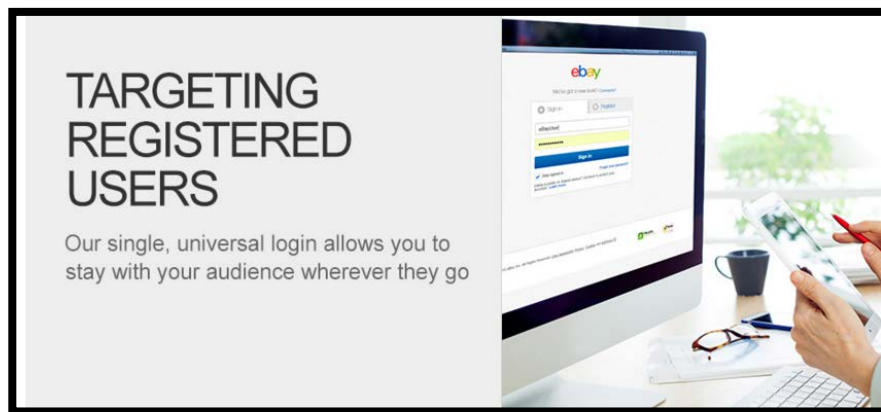 TARGETING
REGISTERED
USERS
Our single, universal login allows you to
stay with your audience wherever they go
ebay
Sign in
Register
Sign in